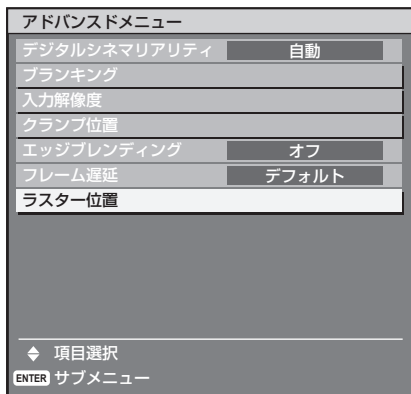 アドバンスドメニュー
デジタルシネマリアリティ 自動
ブランキング
入力解像度
クランプ位置
エッジブレンディング オフ
フレーム遅延 デフォルト
ラスター位置
項目選択
ENTER サブメニュー